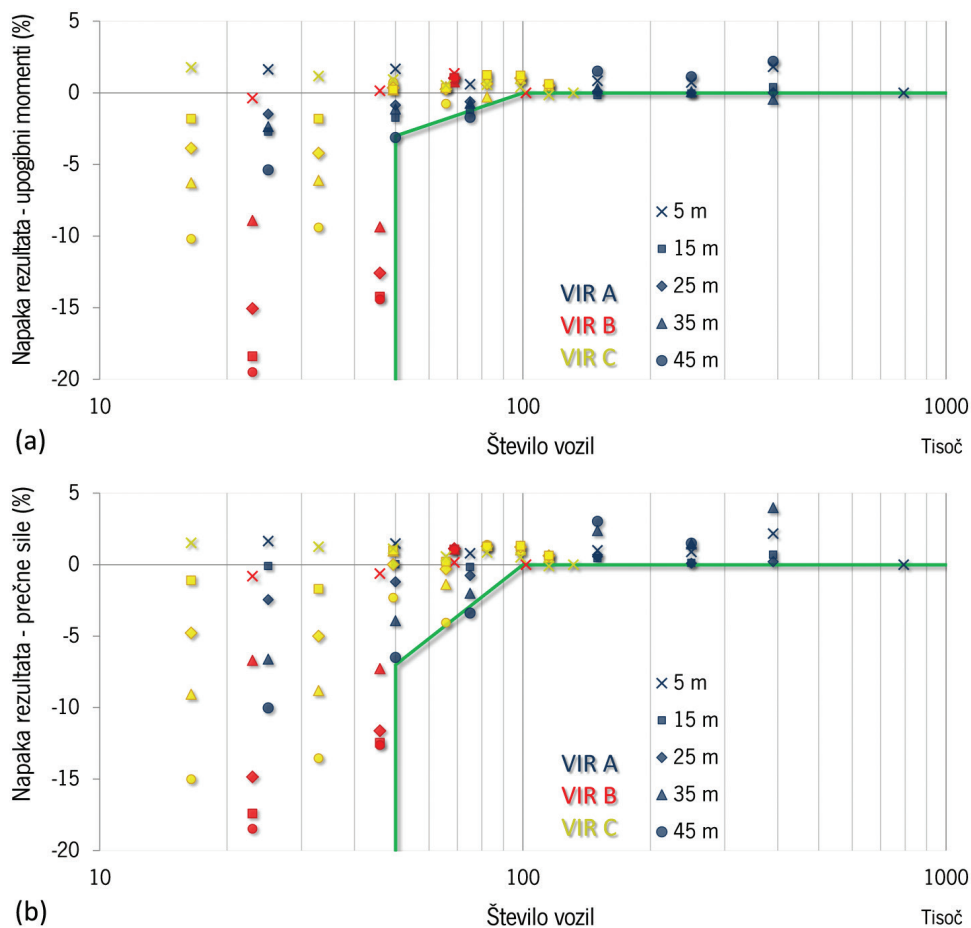 Napaka rezultata - upogibni momenti (%)
5
0
-5
-10
-15
-20
10
100
1000
Število vozil
Tisoč
VIR A
VIR B
VIR C
5 m
15 m
25 m
35 m
45 m
(a)
Napaka rezultata - prečne sile (%)
5
0
-5
-10
-15
-20
10
100
1000
Število vozil
Tisoč
VIR A
VIR B
VIR C
5 m
15 m
25 m
35 m
45 m
(b)